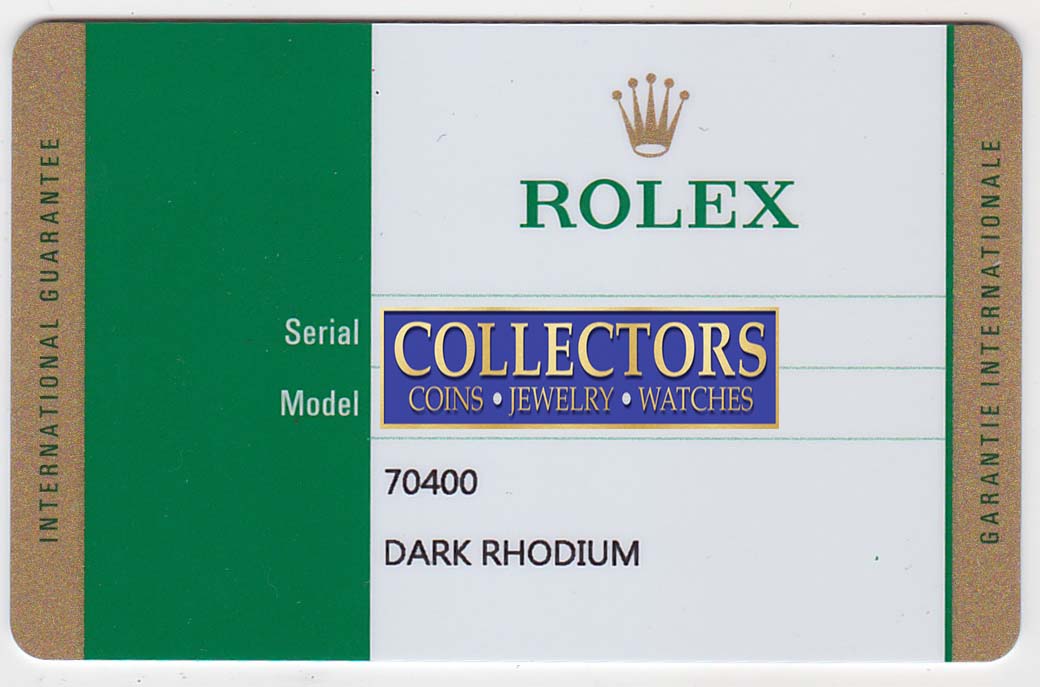 INTERNATIONAL GUARANTEE
ROLEX
Serial
Model
COLLECTORS
COINS • JEWELRY • WATCHES
70400
DARK RHODIUM
GARANTIE INTERNATIONALE